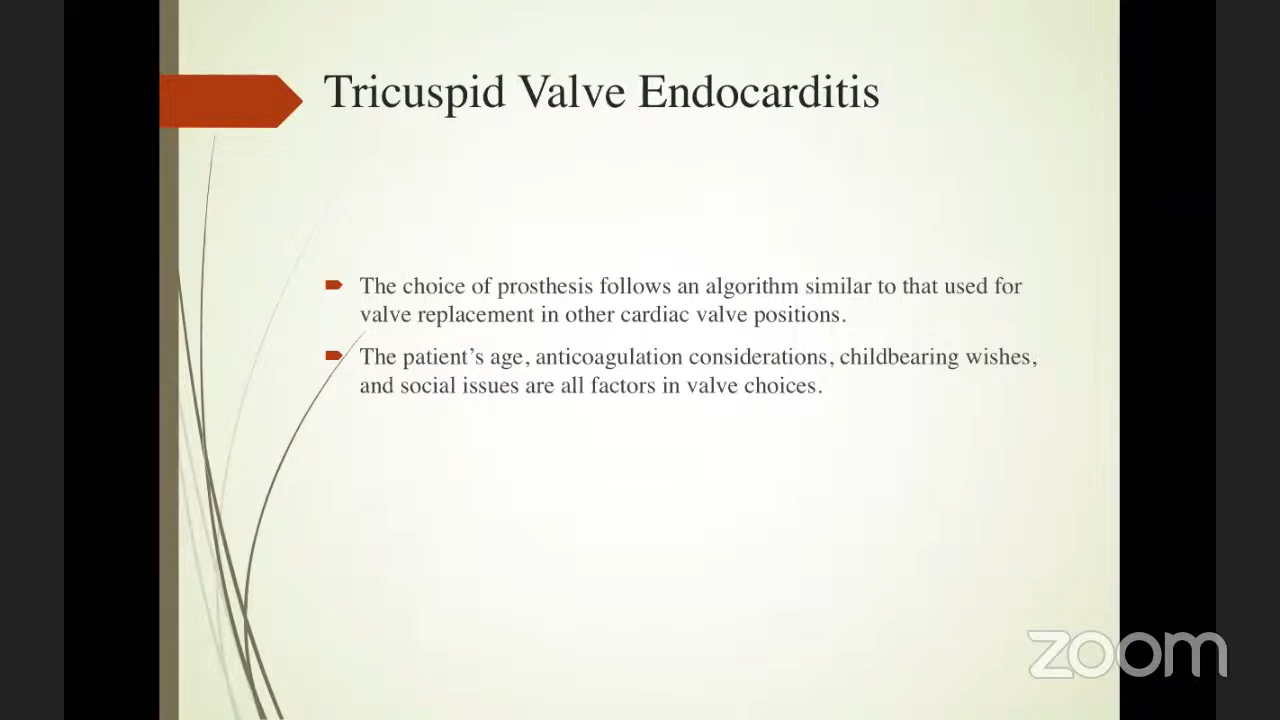 Tricuspid Valve Endocarditis
The choice of prosthesis follows an algorithm similar to that used for
valve replacement in other cardiac valve positions.
The patient’s age, anticoagulation considerations, childbearing wishes,
and social issues are all factors in valve choices.
zoom